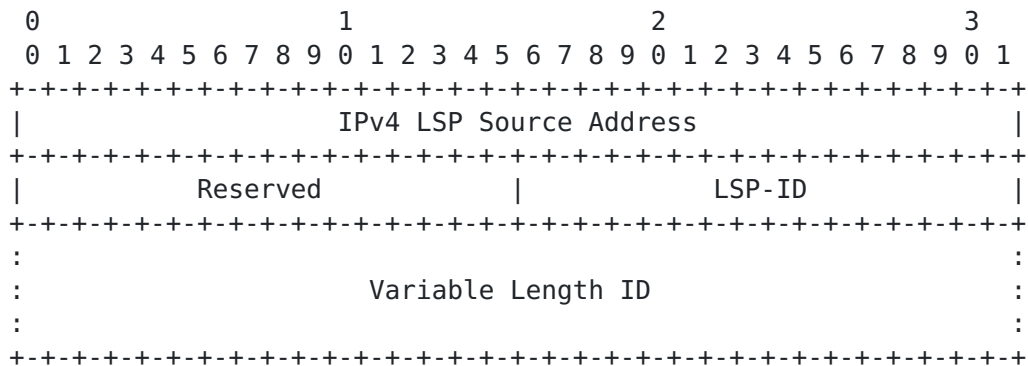 0                   1                   2                   3
 0 1 2 3 4 5 6 7 8 9 0 1 2 3 4 5 6 7 8 9 0 1 2 3 4 5 6 7 8 9 0 1
+-+-+-+-+-+-+-+-+-+-+-+-+-+-+-+-+-+-+-+-+-+-+-+-+-+-+-+-+-+-+-+-+
|                    IPv4 LSP Source Address                    |
+-+-+-+-+-+-+-+-+-+-+-+-+-+-+-+-+-+-+-+-+-+-+-+-+-+-+-+-+-+-+-+-+
|           Reserved            |            LSP-ID             |
+-+-+-+-+-+-+-+-+-+-+-+-+-+-+-+-+-+-+-+-+-+-+-+-+-+-+-+-+-+-+-+-+
:                                                               :
:                      Variable Length ID                       :
:                                                               :
+-+-+-+-+-+-+-+-+-+-+-+-+-+-+-+-+-+-+-+-+-+-+-+-+-+-+-+-+-+-+-+-+